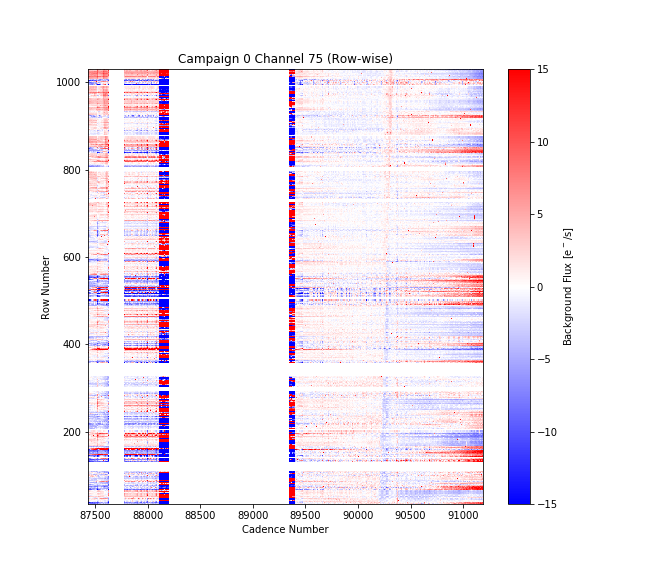 Campaign 0 Channel 75 (Row-wise)
1000
800
600
400
200
Row Number
87500 88000 88500 89000 89500 90000 90500 91000
Cadence Number
15
10
5
0
−5
−10
−15
Background Flux [e⁻/s]